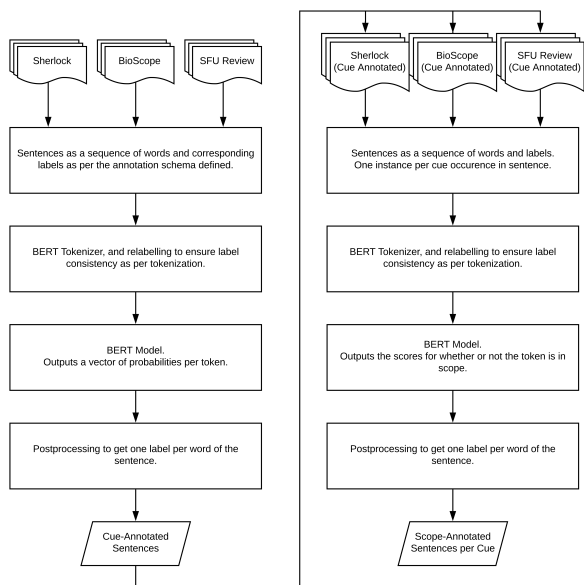 Sherlock
BioScope
SFU Review
Sentences as a sequence of words and corresponding
labels as per the annotation schema defined.
BERT Tokenizer, and relabelling to ensure label
consistency as per tokenization.
BERT Model.
Outputs a vector of probabilities per token.
Postprocessing to get one label per word of the
sentence.
Cue-Annotated
Sentences
Sherlock
(Cue Annotated)
BioScope
(Cue Annotated)
SFU Review
(Cue Annotated)
Sentences as a sequence of words and labels.
One instance per cue occurence in sentence.
BERT Tokenizer, and relabelling to ensure label
consistency as per tokenization.
BERT Model.
Outputs the scores for whether or not the token is in
scope.
Postprocessing to get one label per word of the
sentence.
Scope-Annotated
Sentences per Cue